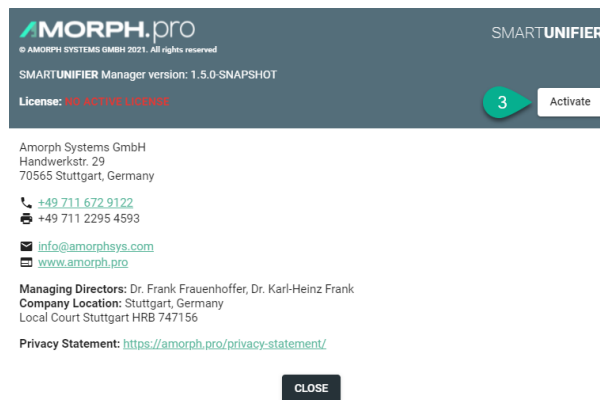 AMORPH.pro
SMARTUNIFIER
© AMORPH SYSTEMS GMBH 2021. All rights reserved
SMARTUNIFIER Manager version: 1.5.0-SNAPSHOT
License: NO ACTIVE LICENSE
3
Activate
Amorph Systems GmbH
Handwerkstr. 29
70565 Stuttgart, Germany
+49 711 672 9122
+49 711 2295 4593
info@amorphsys.com
www.amorph.pro
Managing Directors: Dr. Frank Frauenhoffer, Dr. Karl-Heinz Frank
Company Location: Stuttgart, Germany
Local Court Stuttgart HRB 747156
Privacy Statement: https://amorph.pro/privacy-statement/
CLOSE